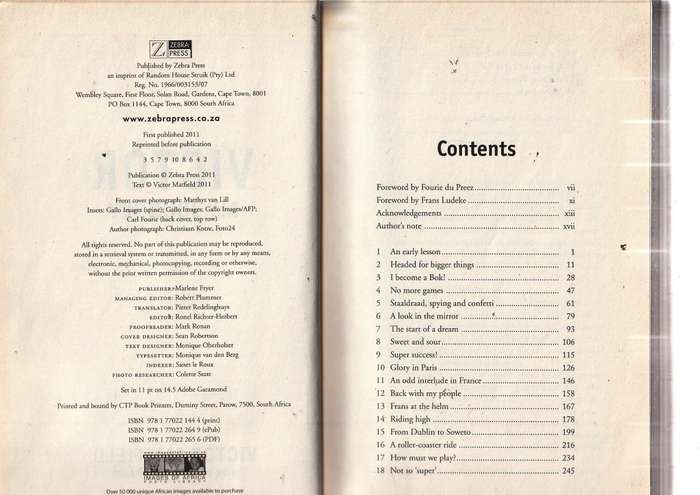 Z ZEBRA PRESS
Published by Zebra Press
an imprint of Random House Struik (Pty) Ltd
Reg. No. 1966/003153/07
Wembley Square, First Floor, Solan Road, Gardens, Cape Town, 8001
PO Box 1144, Cape Town, 8000 South Africa
www.zebrapress.co.za
First published 2011
Reprinted before publication
3 5 7 9 10 8 6 4 2
Publication © Zebra Press 2011
Text © Victor Matfield 2011
Front cover photograph: Matthys van Lill
Insets: Gallo Images (spine); Gallo Images; Gallo Images/AFP;
Carl Fourie (back cover, top row)
Author photograph: Christiaan Kotze, Foto24
All rights reserved. No part of this publication may be reproduced,
stored in a retrieval system or transmitted, in any form or by any means,
electronic, mechanical, photocopying, recording or otherwise,
without the prior written permission of the copyright owners.
PUBLISHER: Marlene Fryer
MANAGING EDITOR: Robert Plummer
TRANSLATOR: Pieter Redelinghuys
EDITOR: Ronel Richter-Herbert
PROOFREADER: Mark Ronan
COVER DESIGNER: Sean Robertson
TEXT DESIGNER: Monique Oberholzer
TYPESETTER: Monique van den Berg
INDEXER: Sanet le Roux
PHOTO RESEARCHER: Colette Stott
Set in 11 pt on 14.5 Adobe Garamond
Printed and bound by CTP Book Printers, Duminy Street, Parow, 7500, South Africa
ISBN 978 1 77022 144 4 (print)
ISBN 978 1 77022 264 9 (ePub)
ISBN 978 1 77022 265 6 (PDF)
IMAGES OF AFRICA
PHOTO LIBRARY
Over 50 000 unique African images available to purchase
Contents
Foreword by Fourie du Preez vii
Foreword by Frans Ludeke xi
Acknowledgements xiii
Author's note xvii
1 An early lesson 1
2 Headed for bigger things 11
3 I become a Bok! 28
4 No more games 47
5 Staaldraad, spying and confetti 61
6 A look in the mirror 79
7 The start of a dream 93
8 Sweet and sour 106
9 Super success! 115
10 Glory in Paris 126
11 An odd interlude in France 146
12 Back with my people 158
13 Frans at the helm 167
14 Riding high 178
15 From Dublin to Soweto 199
16 A roller-coaster ride 216
17 How must we play? 234
18 Not so 'super' 245